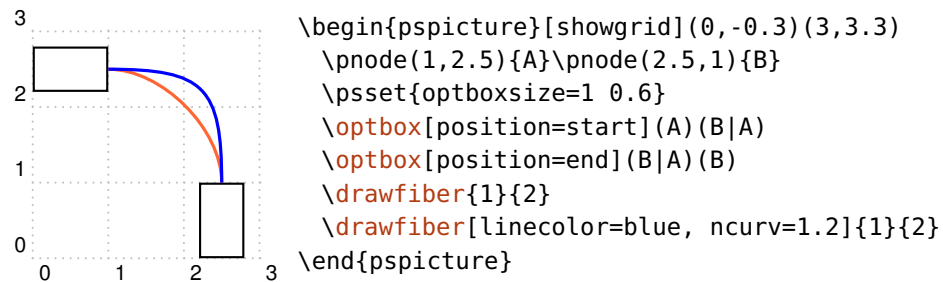 3
2
1
0
0 1 2 3
\begin{pspicture}[showgrid](0,-0.3)(3,3.3)
\pnode(1,2.5){A}\pnode(2.5,1){B}
\psset{optboxsize=1 0.6}
\optbox[position=start](A)(B|A)
\optbox[position=end](B|A)(B)
\drawfiber{1}{2}
\drawfiber[linecolor=blue, ncurv=1.2]{1}{2}
\end{pspicture}